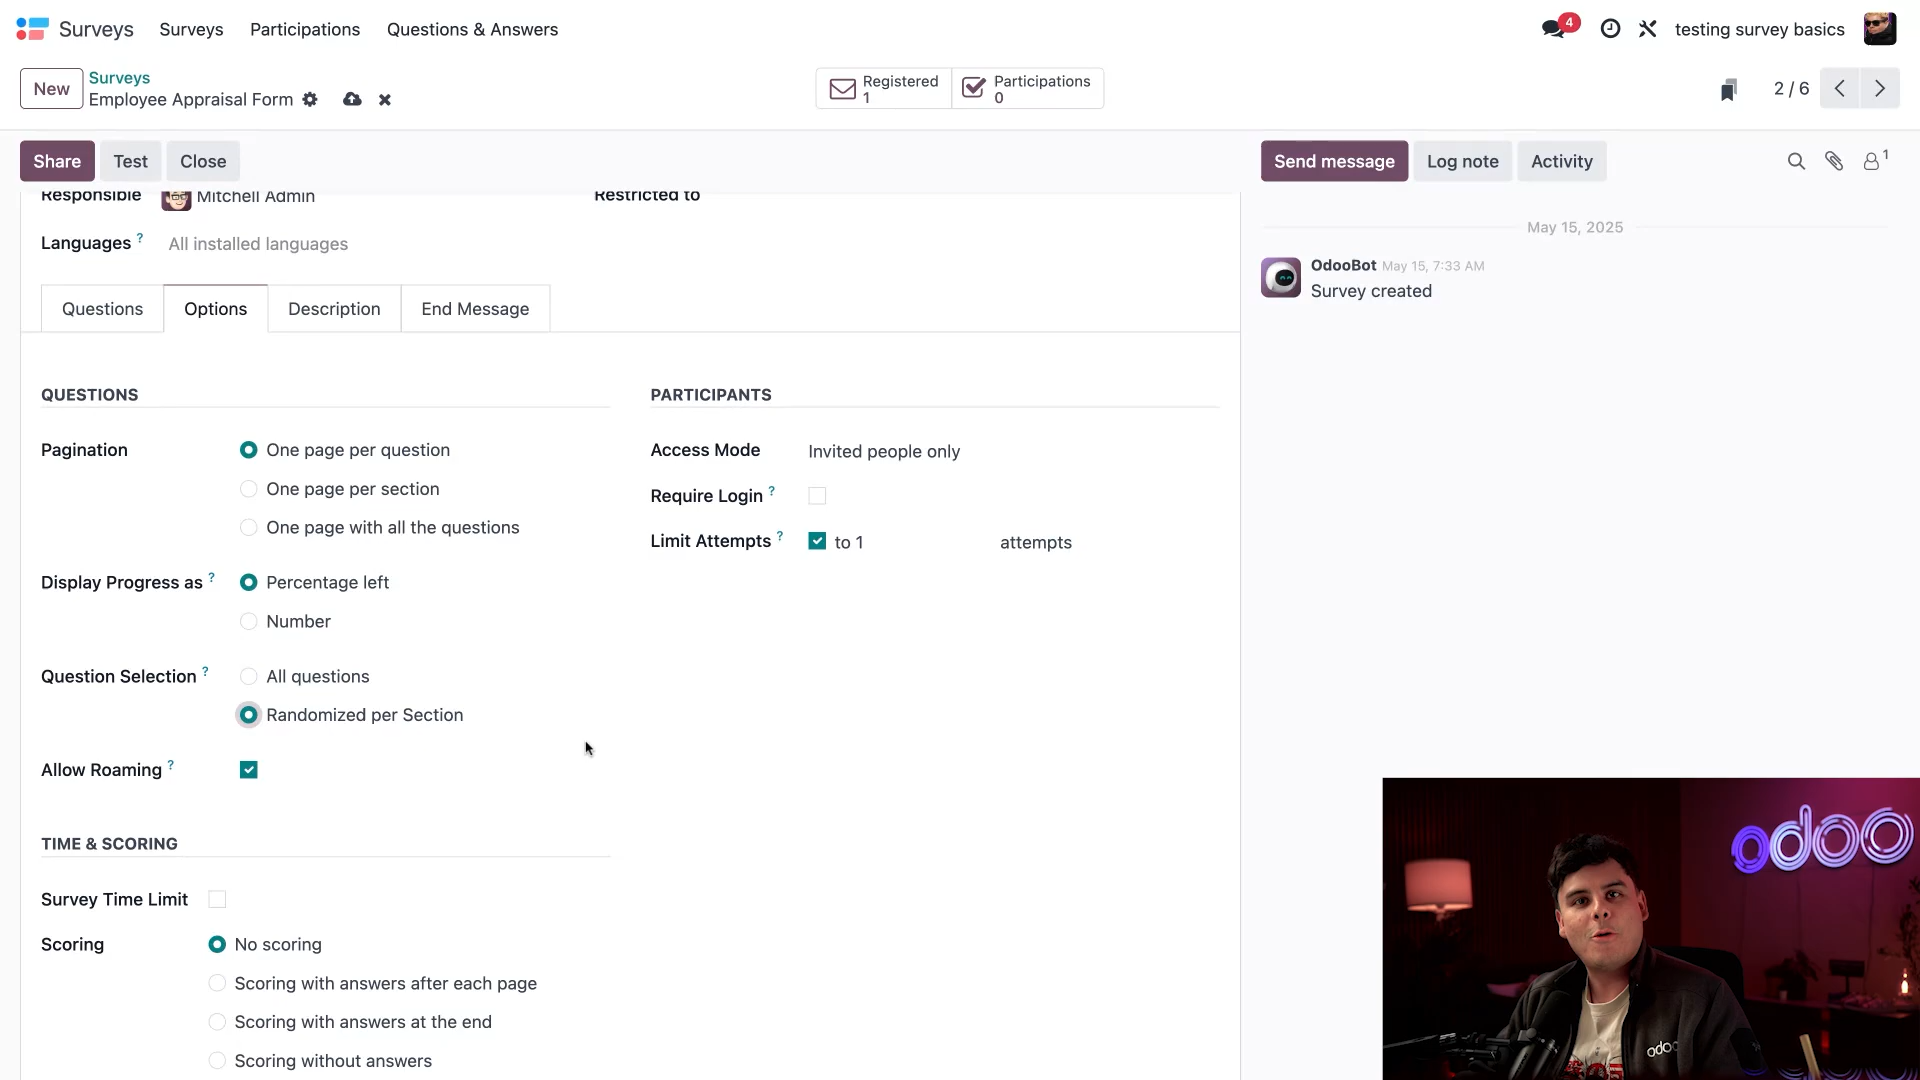 Surveys Surveys Participations Questions & Answers 4 testing survey basics
New Surveys Employee Appraisal Form Registered 1 Participations 0 2 / 6
Share Test Close Send message Log note Activity 1
Responsible Mitchell Admin Restricted to
May 15, 2025
Languages ? All installed languages
OdooBot May 15, 7:33 AM
Survey created
Questions Options Description End Message
QUESTIONS PARTICIPANTS
Pagination One page per question Access Mode Invited people only
One page per section Require Login ?
One page with all the questions Limit Attempts ? to 1 attempts
Display Progress as ? Percentage left
Number
Question Selection ? All questions
Randomized per Section
Allow Roaming ?
TIME & SCORING
odoo
Survey Time Limit
Scoring No scoring
Scoring with answers after each page
Scoring with answers at the end
Scoring without answers
odoo